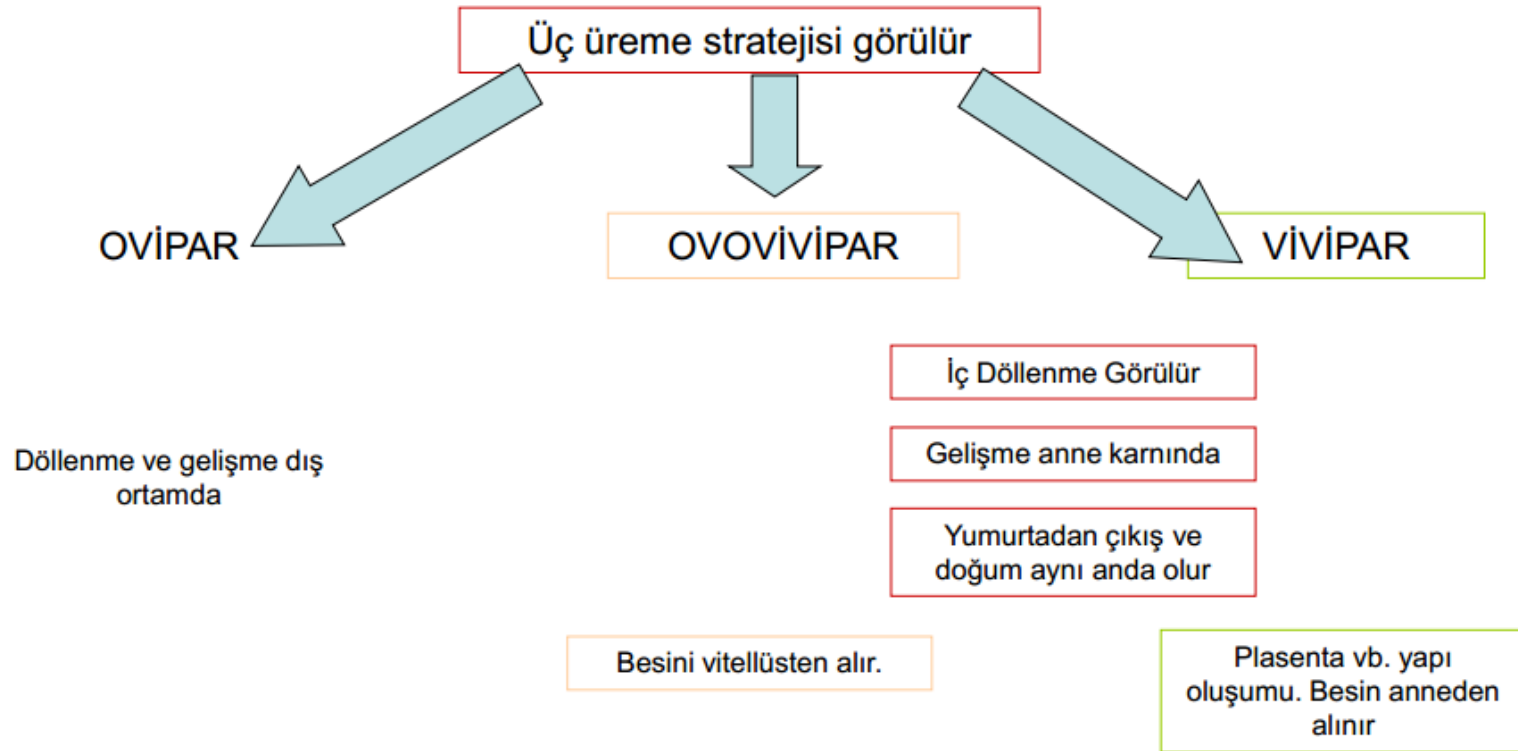 Üç üreme stratejisi görülür
OVİPAR
OVOVİVİPAR
VİVİPAR
İç Döllenme Görülür
Döllenme ve gelişme dış
ortamda
Gelişme anne karnında
Yumurtadan çıkış ve
doğum aynı anda olur
Besini vitellüsten alır.
Plasenta vb. yapı
oluşumu. Besin anneden
alınır